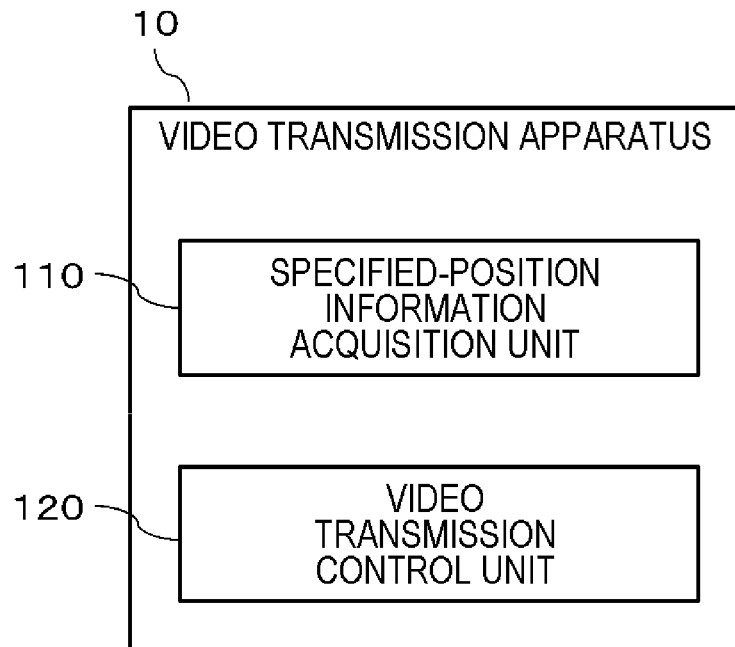 10
VIDEO TRANSMISSION APPARATUS
110
SPECIFIED-POSITION
INFORMATION
ACQUISITION UNIT
120
VIDEO
TRANSMISSION
CONTROL UNIT